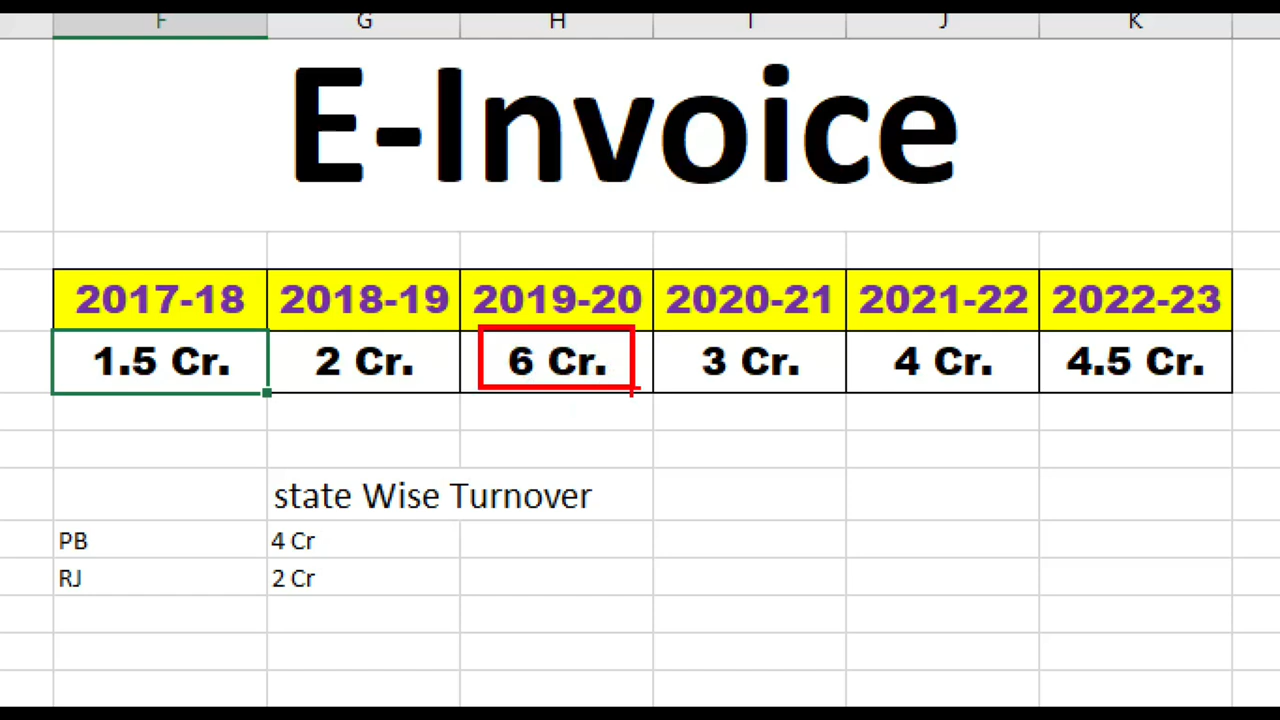 F G H I J K
E-Invoice
2017-18 2018-19 2019-20 2020-21 2021-22 2022-23
1.5 Cr. 2 Cr. 6 Cr. 3 Cr. 4 Cr. 4.5 Cr.
state Wise Turnover
PB 4 Cr
RJ 2 Cr